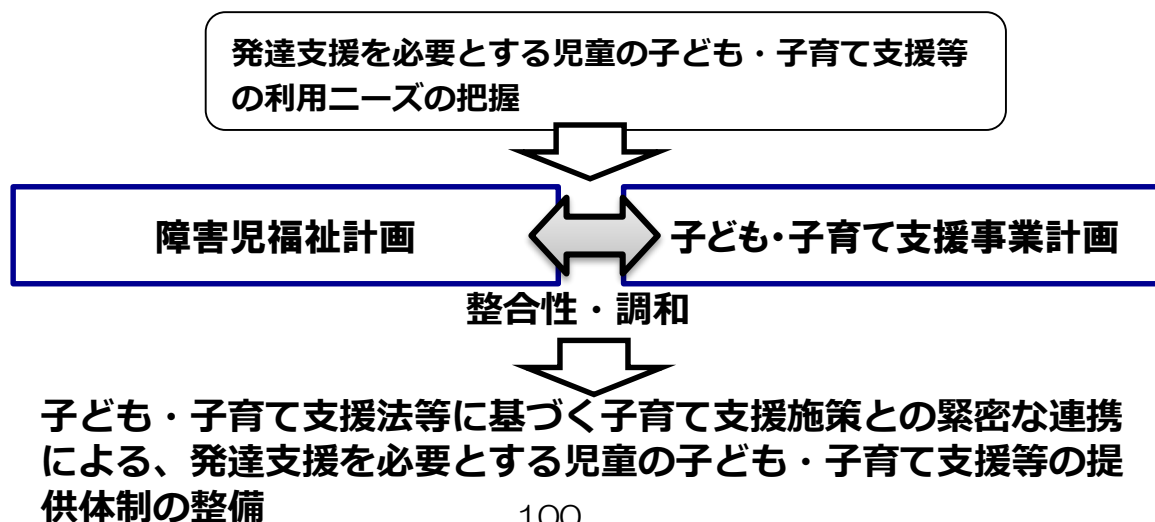 発達支援を必要とする児童の子ども・子育て支援等
の利用ニーズの把握
障害児福祉計画
子ども・子育て支援事業計画
整合性・調和
子ども・子育て支援法等に基づく子育て支援施策との緊密な連携
による、発達支援を必要とする児童の子ども・子育て支援等の提
供体制の整備
100